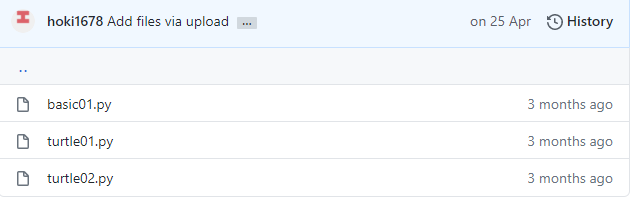 hoki1678 Add files via upload ... on 25 Apr History
..
basic01.py 3 months ago
turtle01.py 3 months ago
turtle02.py 3 months ago